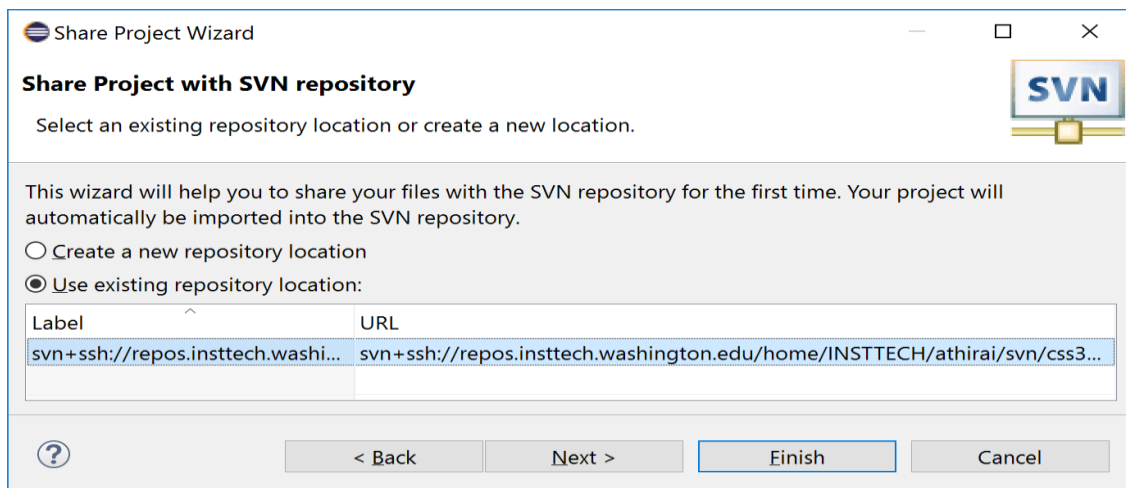 Share Project Wizard
Share Project with SVN repository
SVN
Select an existing repository location or create a new location.
This wizard will help you to share your files with the SVN repository for the first time. Your project will
automatically be imported into the SVN repository.
Create a new repository location
Use existing repository location:
Label URL
svn+ssh://repos.insttech.washi... svn+ssh://repos.insttech.washington.edu/home/INSTTECH/athirai/svn/css3...
? < Back Next > Finish Cancel